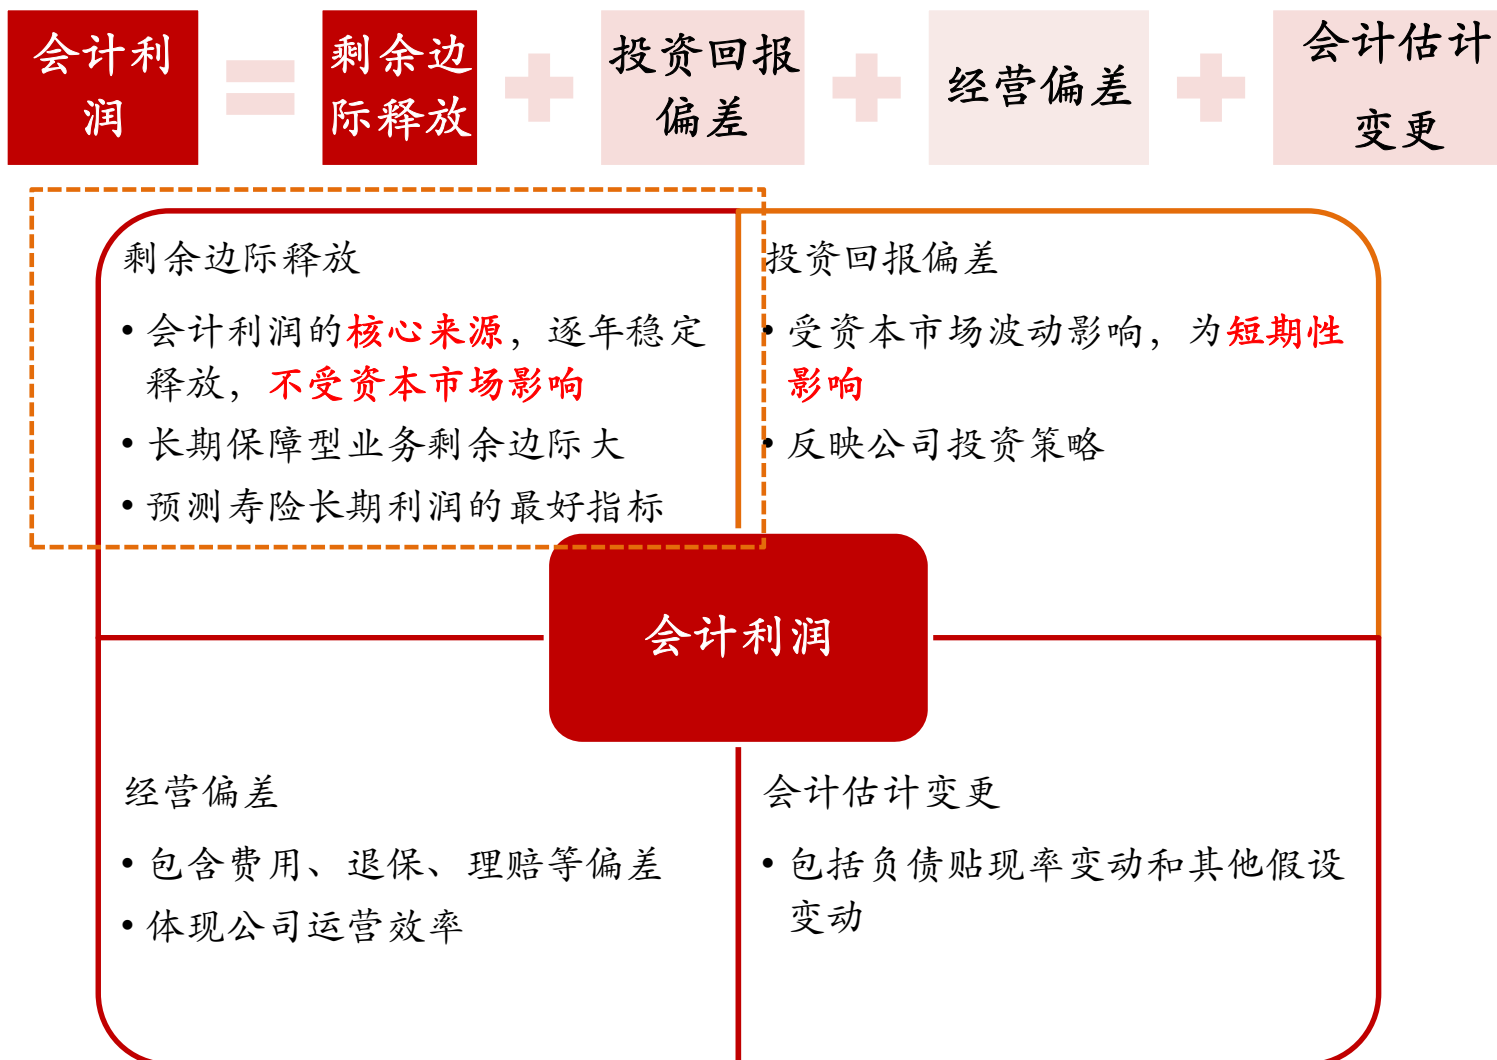 会计利
润
剩余边
际释放
投资回报
偏差
经营偏差
会计估计
变更
剩余边际释放
• 会计利润的核心来源，逐年稳定
释放，不受资本市场影响
• 长期保障型业务剩余边际大
• 预测寿险长期利润的最好指标
投资回报偏差
• 受资本市场波动影响，为短期性
影响
• 反映公司投资策略
会计利润
经营偏差
• 包含费用、退保、理赔等偏差
• 体现公司运营效率
会计估计变更
• 包括负债贴现率变动和其他假设
变动